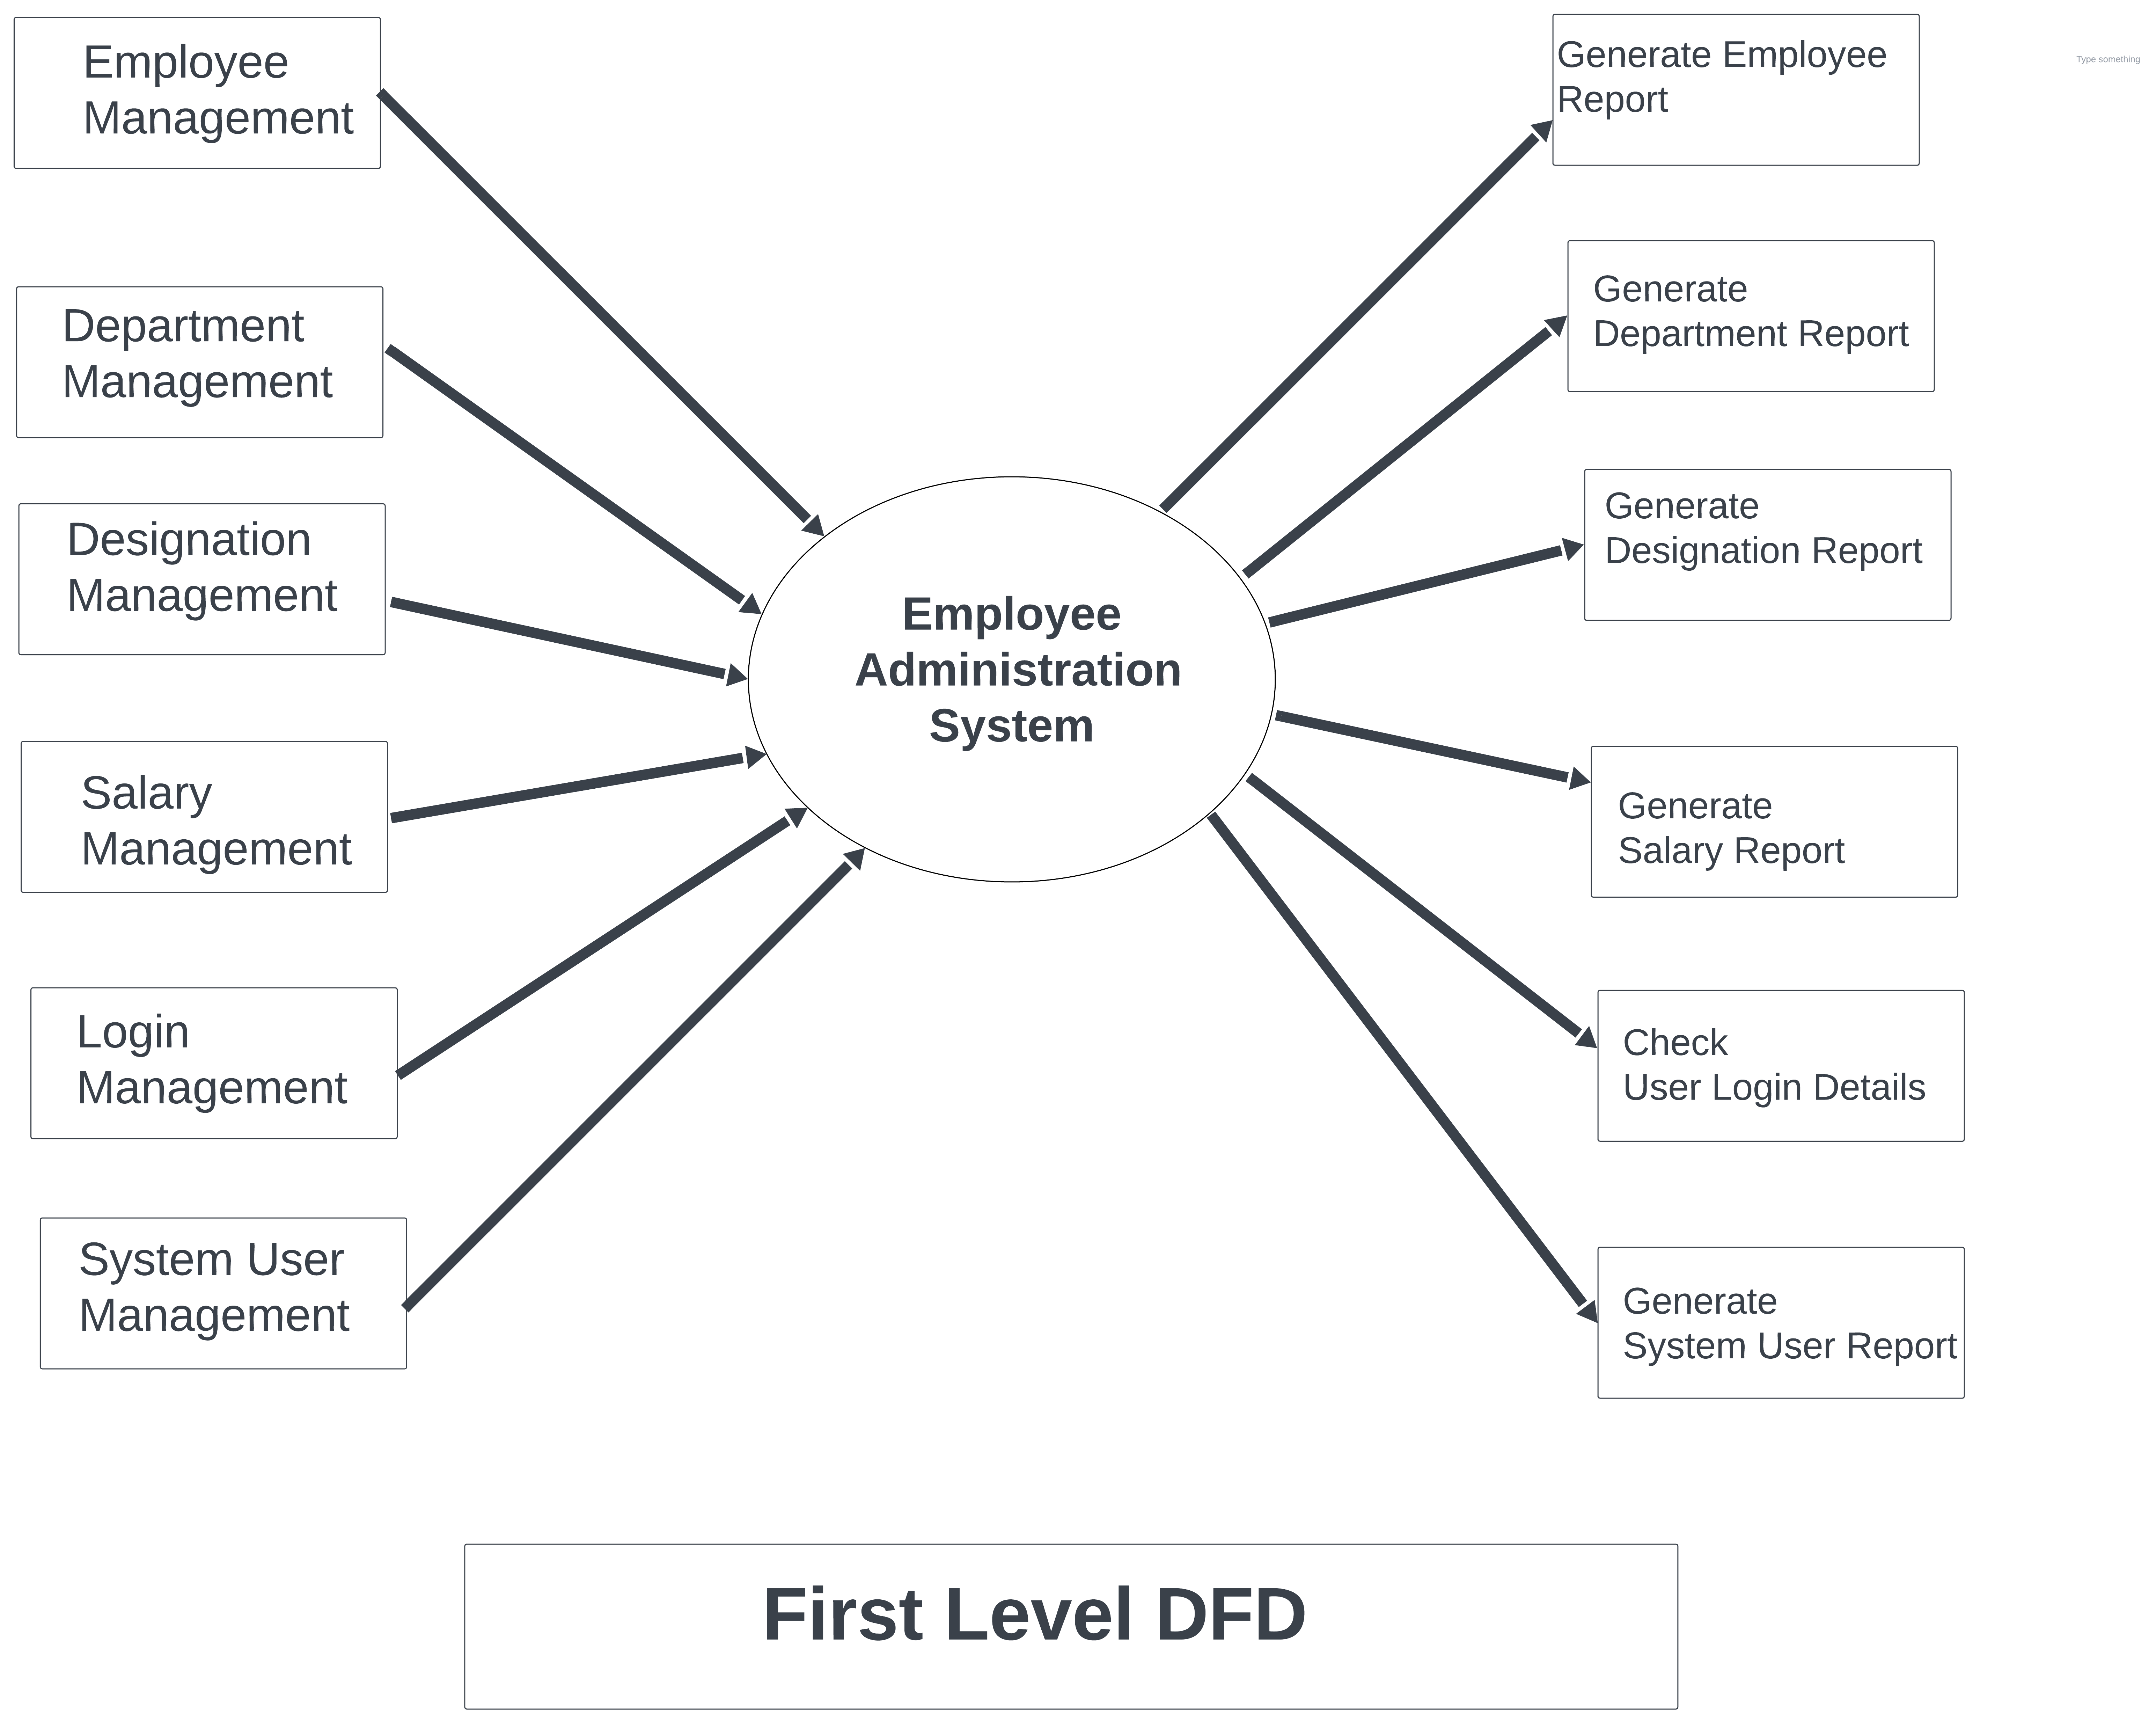 Employee
Management
Department
Management
Designation
Management
Salary
Management
Login
Management
System User
Management
Employee
Administration
System
Generate Employee
Report
Generate
Department Report
Generate
Designation Report
Generate
Salary Report
Check
User Login Details
Generate
System User Report
Type something
First Level DFD